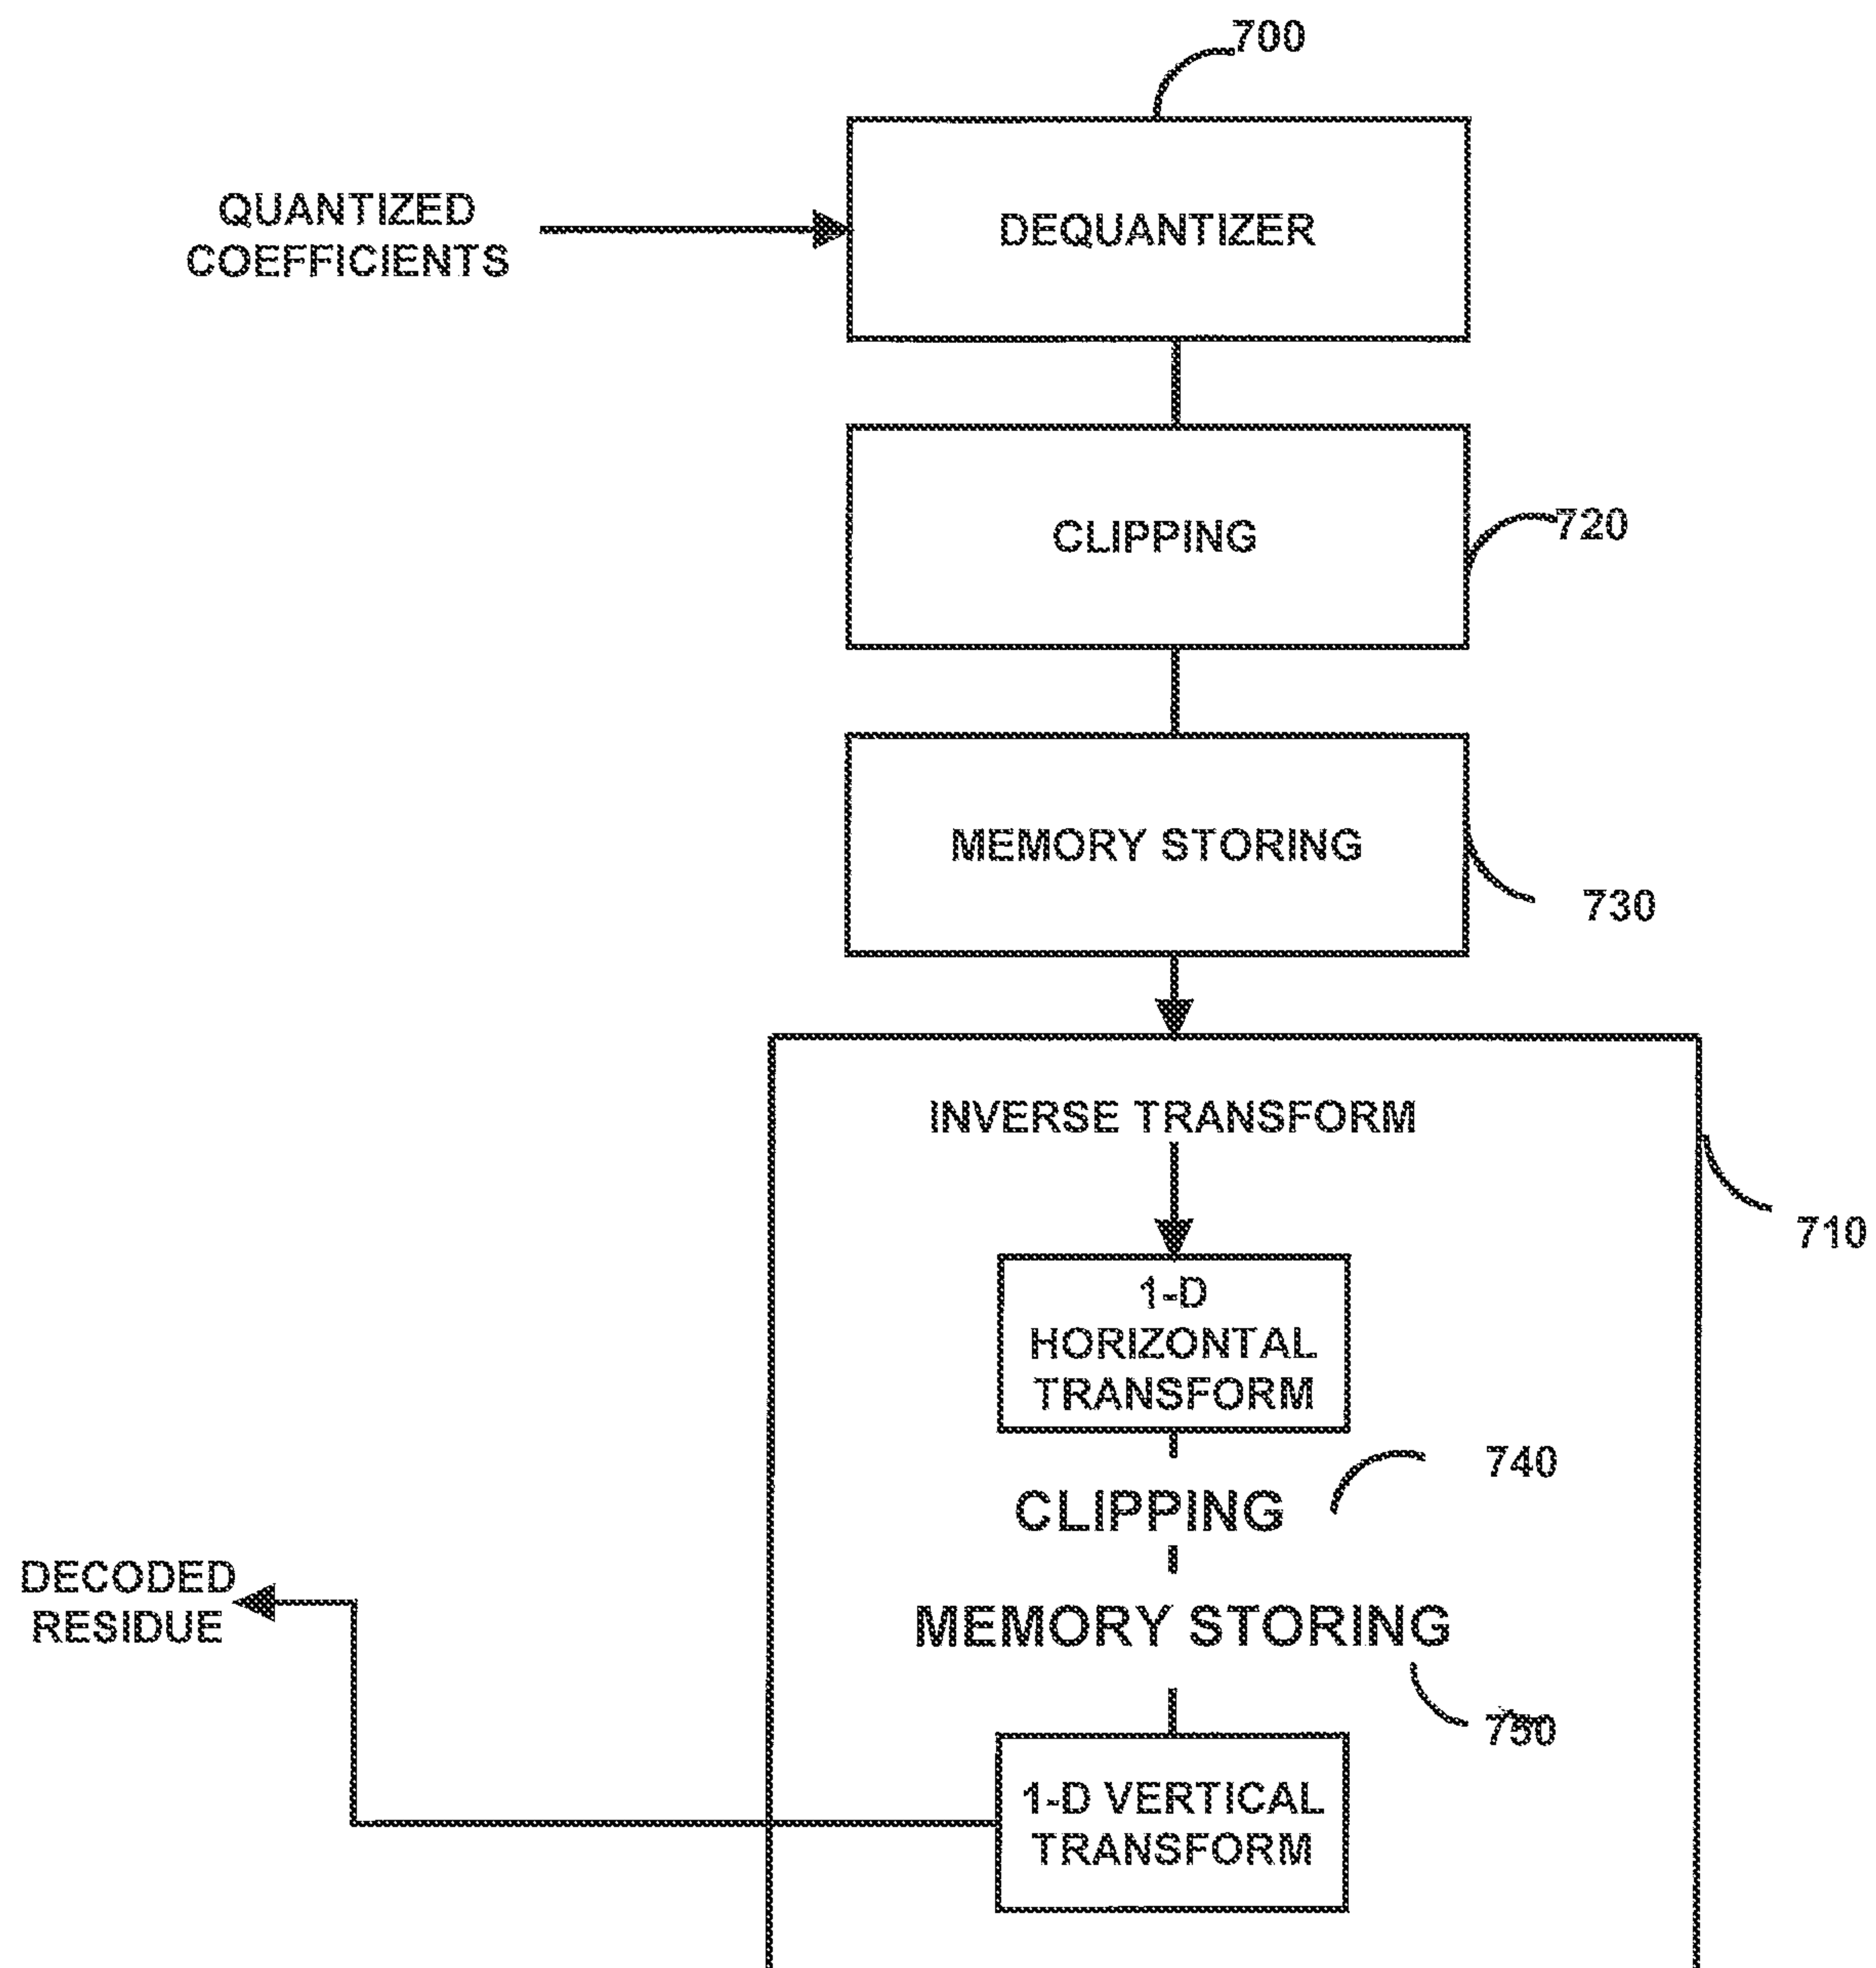 700
QUANTIZED
COEFFICIENTS
DEQUANTIZER
CLIPPING
720
MEMORY STORING
730
INVERSE TRANSFORM
710
1-D
HORIZONTAL
TRANSFORM
740
CLIPPING
DECODED
RESIDUE
MEMORY STORING
750
1-D VERTICAL
TRANSFORM